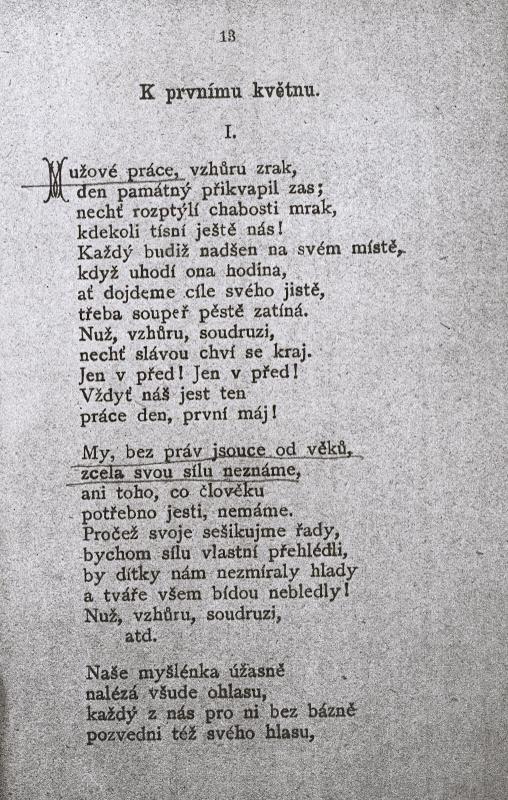 13
K prvnímu květnu.
I.
Mužové práce, vzhůru zrak,
den památný přikvapil zas;
nechť rozptýlí chabosti mrak,
kdekoli tísní ještě nás!
Každý budiž nadšen na svém místě,
když uhodí ona hodina,
ať dojdeme cíle svého jistě,
třeba soupeř pěstě zatíná.
Nuž, vzhůru, soudruzi,
nechť slávou chví se kraj.
Jen v před! Jen v před!
Vždyť náš jest ten
práce den, první máj!
My, bez práv jsouce od věků,
zcela svou sílu neznáme,
ani toho, co člověku
potřebno jesti, nemáme.
Pročež svoje sešikujme řady,
bychom sílu vlastní přehlédli,
by dítky nám nezmíraly hlady
a tváře všem bídou nebledly!
Nuž, vzhůru, soudruzi,
atd.
Naše myšlénka úžasně
nalézá všude ohlasu,
každý z nás pro ni bez bázně
pozvedni též svého hlasu,